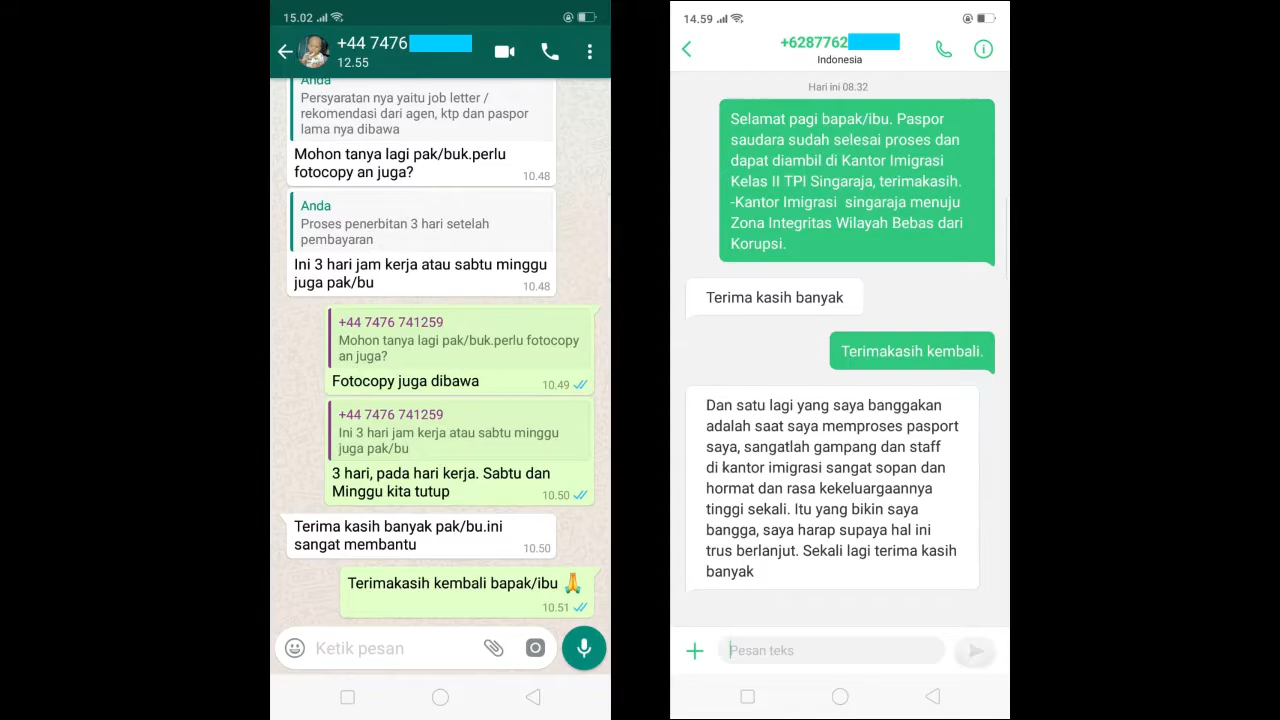 15.02
+44 7476
12.55
Anda
Persyaratan nya yaitu job letter /
rekomendasi dari agen, ktp dan paspor
lama nya dibawa
Mohon tanya lagi pak/buk.perlu
fotocopy an juga?
10.48
Anda
Proses penerbitan 3 hari setelah
pembayaran
Ini 3 hari jam kerja atau sabtu minggu
juga pak/bu
10.48
+44 7476 741259
Mohon tanya lagi pak/buk.perlu fotocopy
an juga?
Fotocopy juga dibawa
10.49
+44 7476 741259
Ini 3 hari jam kerja atau sabtu minggu
juga pak/bu
3 hari, pada hari kerja. Sabtu dan
Minggu kita tutup
10.50
Terima kasih banyak pak/bu.ini
sangat membantu
10.50
Terimakasih kembali bapak/ibu 🙏
10.51
Ketik pesan
14.59
+6287762
Indonesia
Hari ini 08.32
Selamat pagi bapak/ibu. Paspor
saudara sudah selesai proses dan
dapat diambil di Kantor Imigrasi
Kelas II TPI Singaraja, terimakasih.
-Kantor Imigrasi  singaraja menuju
Zona Integritas Wilayah Bebas dari
Korupsi.
Terima kasih banyak
Terimakasih kembali.
Dan satu lagi yang saya banggakan
adalah saat saya memproses pasport
saya, sangatlah gampang dan staff
di kantor imigrasi sangat sopan dan
hormat dan rasa kekeluargaannya
tinggi sekali. Itu yang bikin saya
bangga, saya harap supaya hal ini
trus berlanjut. Sekali lagi terima kasih
banyak
Pesan teks